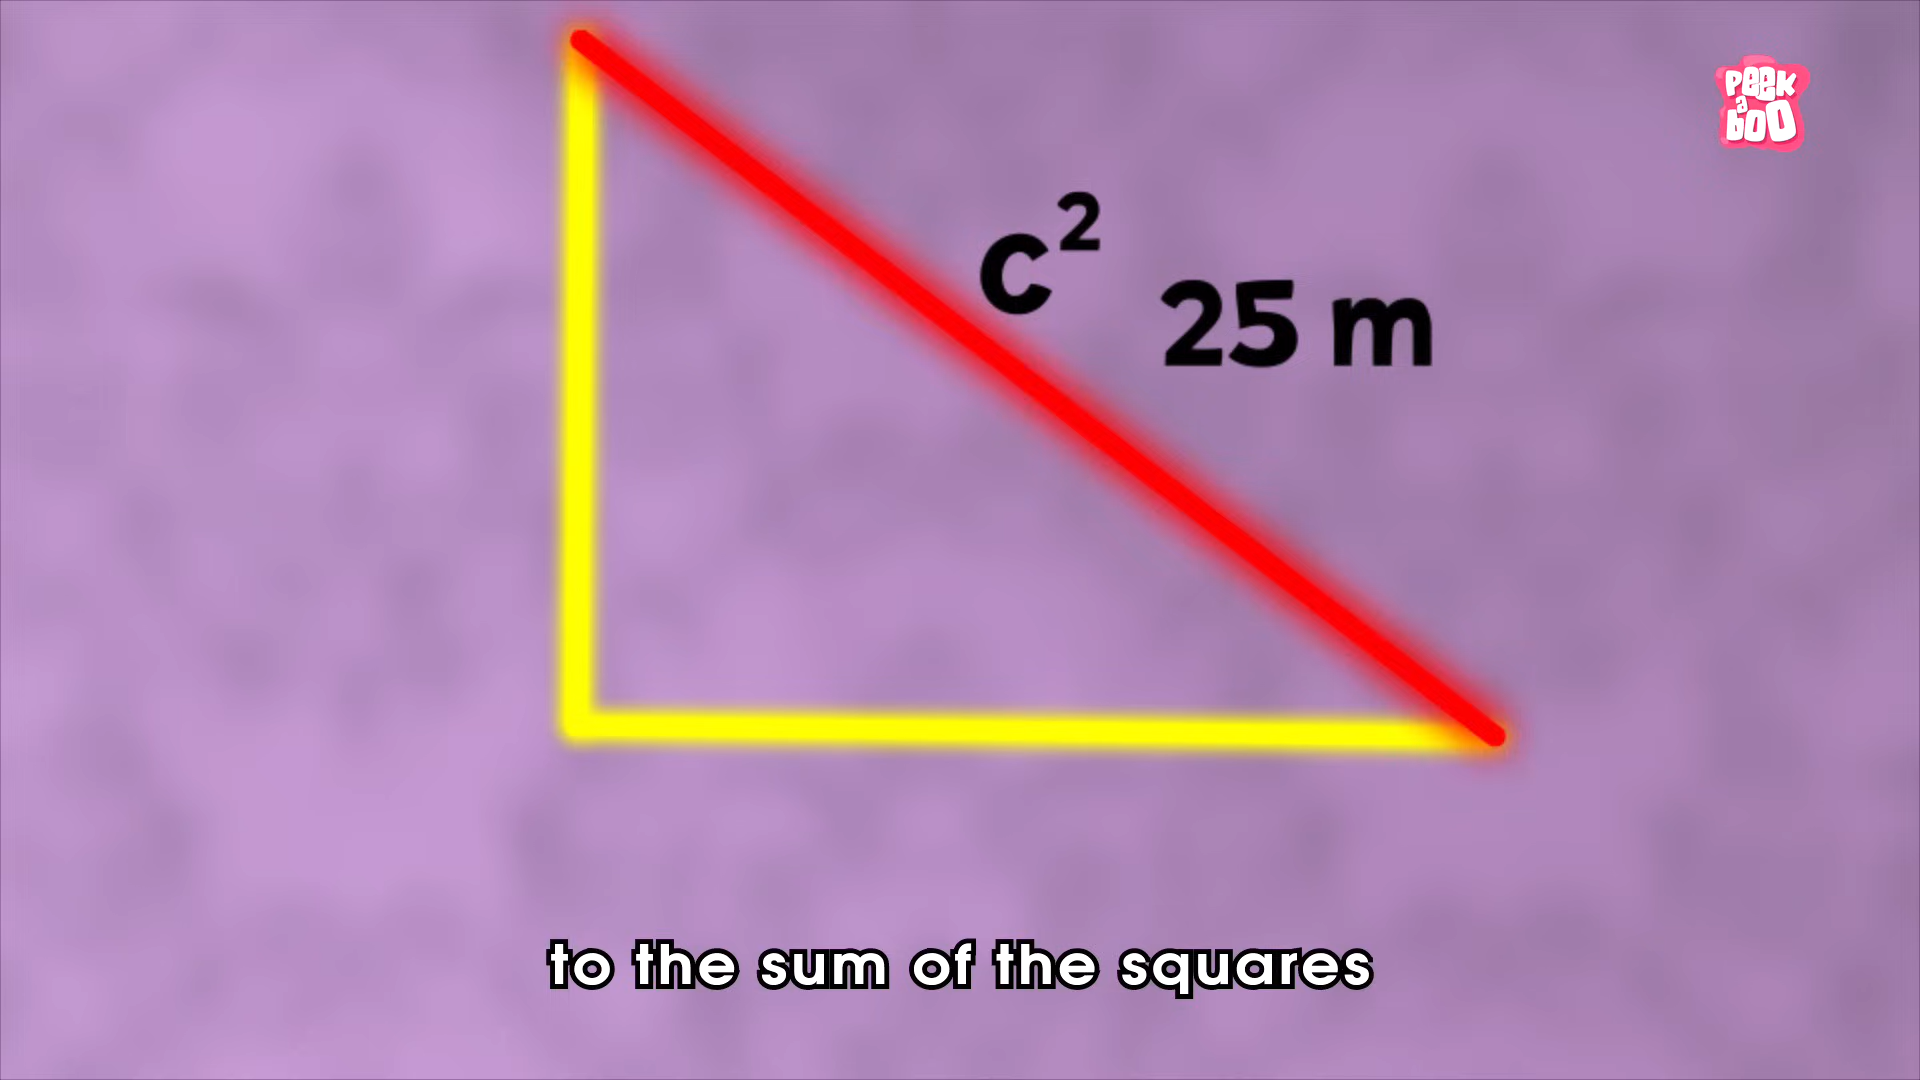 Peek
a
boo
c²
25 m
to the sum of the squares